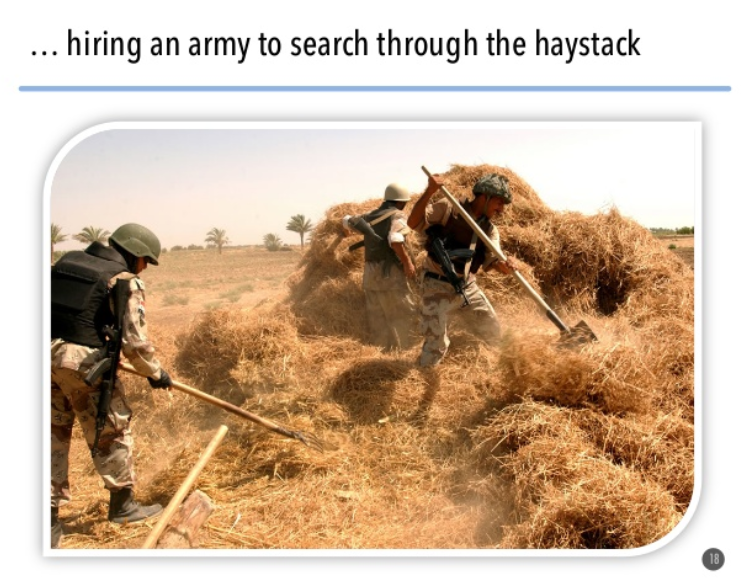 ... hiring an army to search through the haystack
18